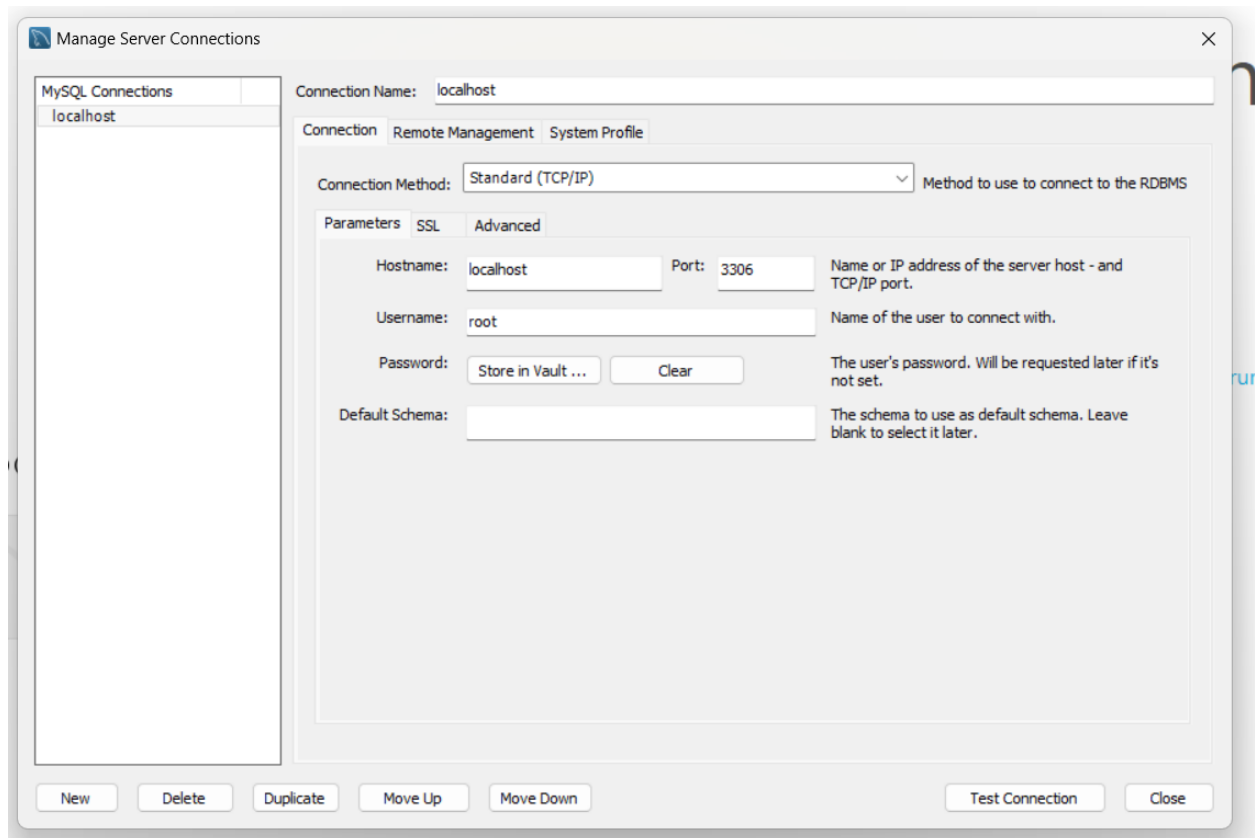 Manage Server Connections
MySQL Connections
localhost
Connection Name: localhost
Connection Remote Management System Profile
Connection Method: Standard (TCP/IP) Method to use to connect to the RDBMS
Parameters SSL Advanced
Hostname: localhost Port: 3306 Name or IP address of the server host - and
TCP/IP port.
Username: root Name of the user to connect with.
Password: Store in Vault ... Clear The user's password. Will be requested later if it's
not set.
Default Schema: The schema to use as default schema. Leave
blank to select it later.
New Delete Duplicate Move Up Move Down Test Connection Close